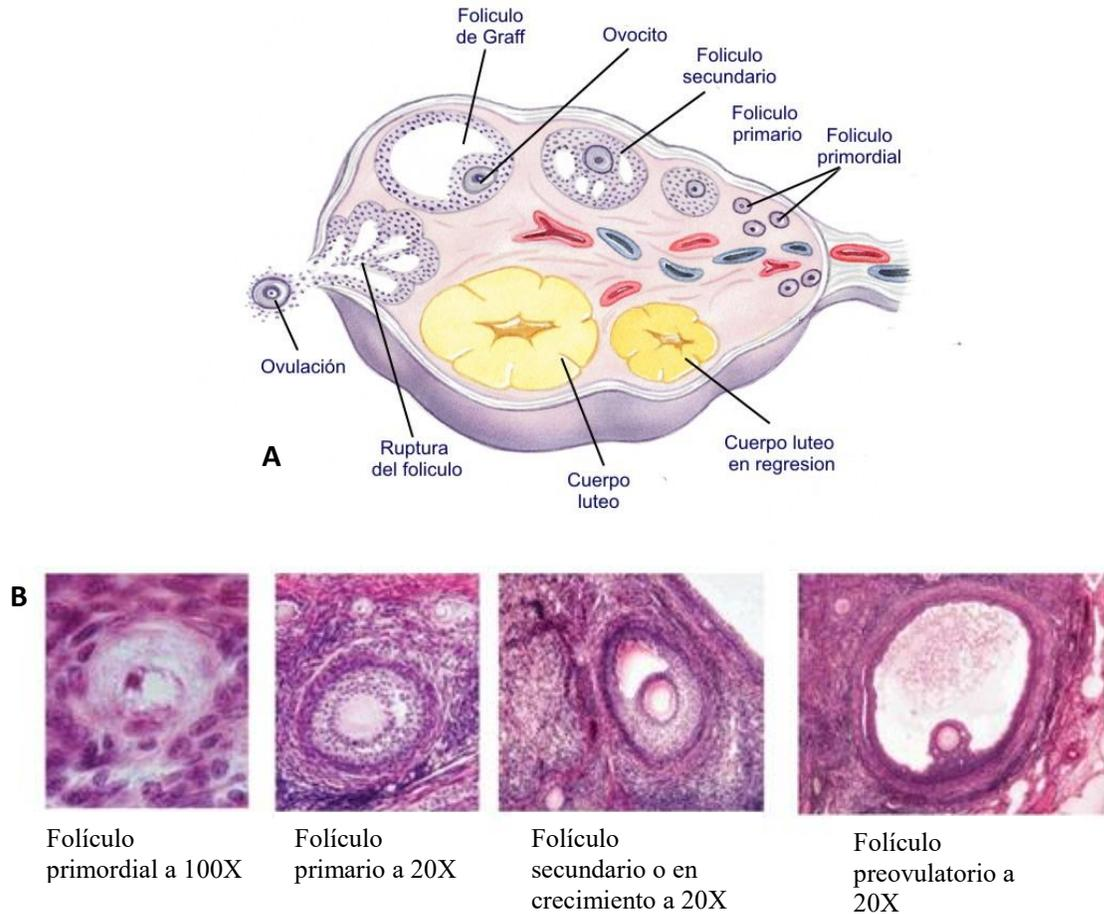 Foliculo
de Graff
Ovocito
Foliculo
secundario
Foliculo
primario
Foliculo
primordial
Ovulación
A
Ruptura
del foliculo
Cuerpo
luteo
Cuerpo luteo
en regresion
B
Folículo
primordial a 100X
Folículo
primario a 20X
Folículo
secundario o en
crecimiento a 20X
Folículo
preovulatorio a
20X